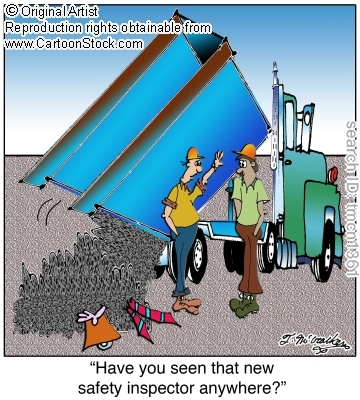 © Original Artist
Reproduction rights obtainable from
www.CartoonStock.com
search ID: tmcn1861
"Have you seen that new
safety inspector anywhere?"